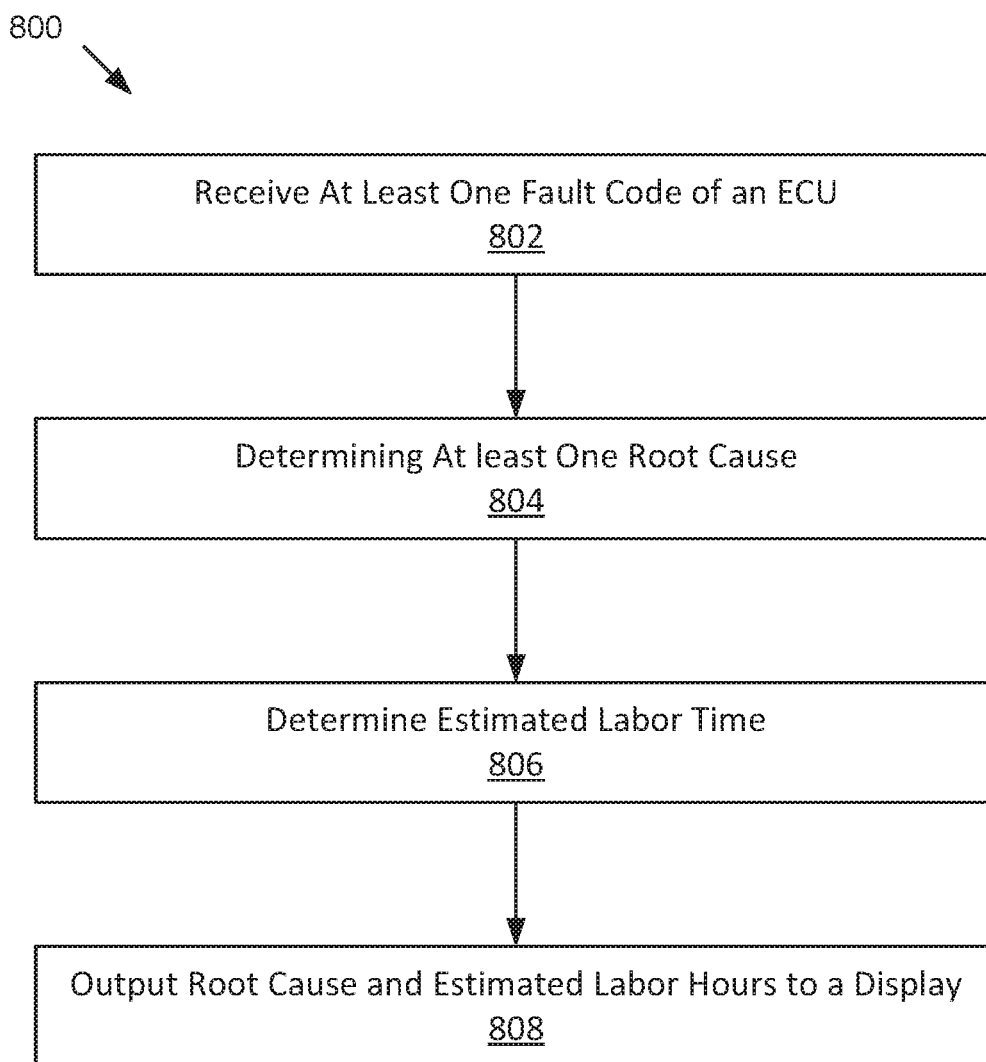 800
Receive At Least One Fault Code of an ECU
802
Determining At least One Root Cause
804
Determine Estimated Labor Time
806
Output Root Cause and Estimated Labor Hours to a Display
808